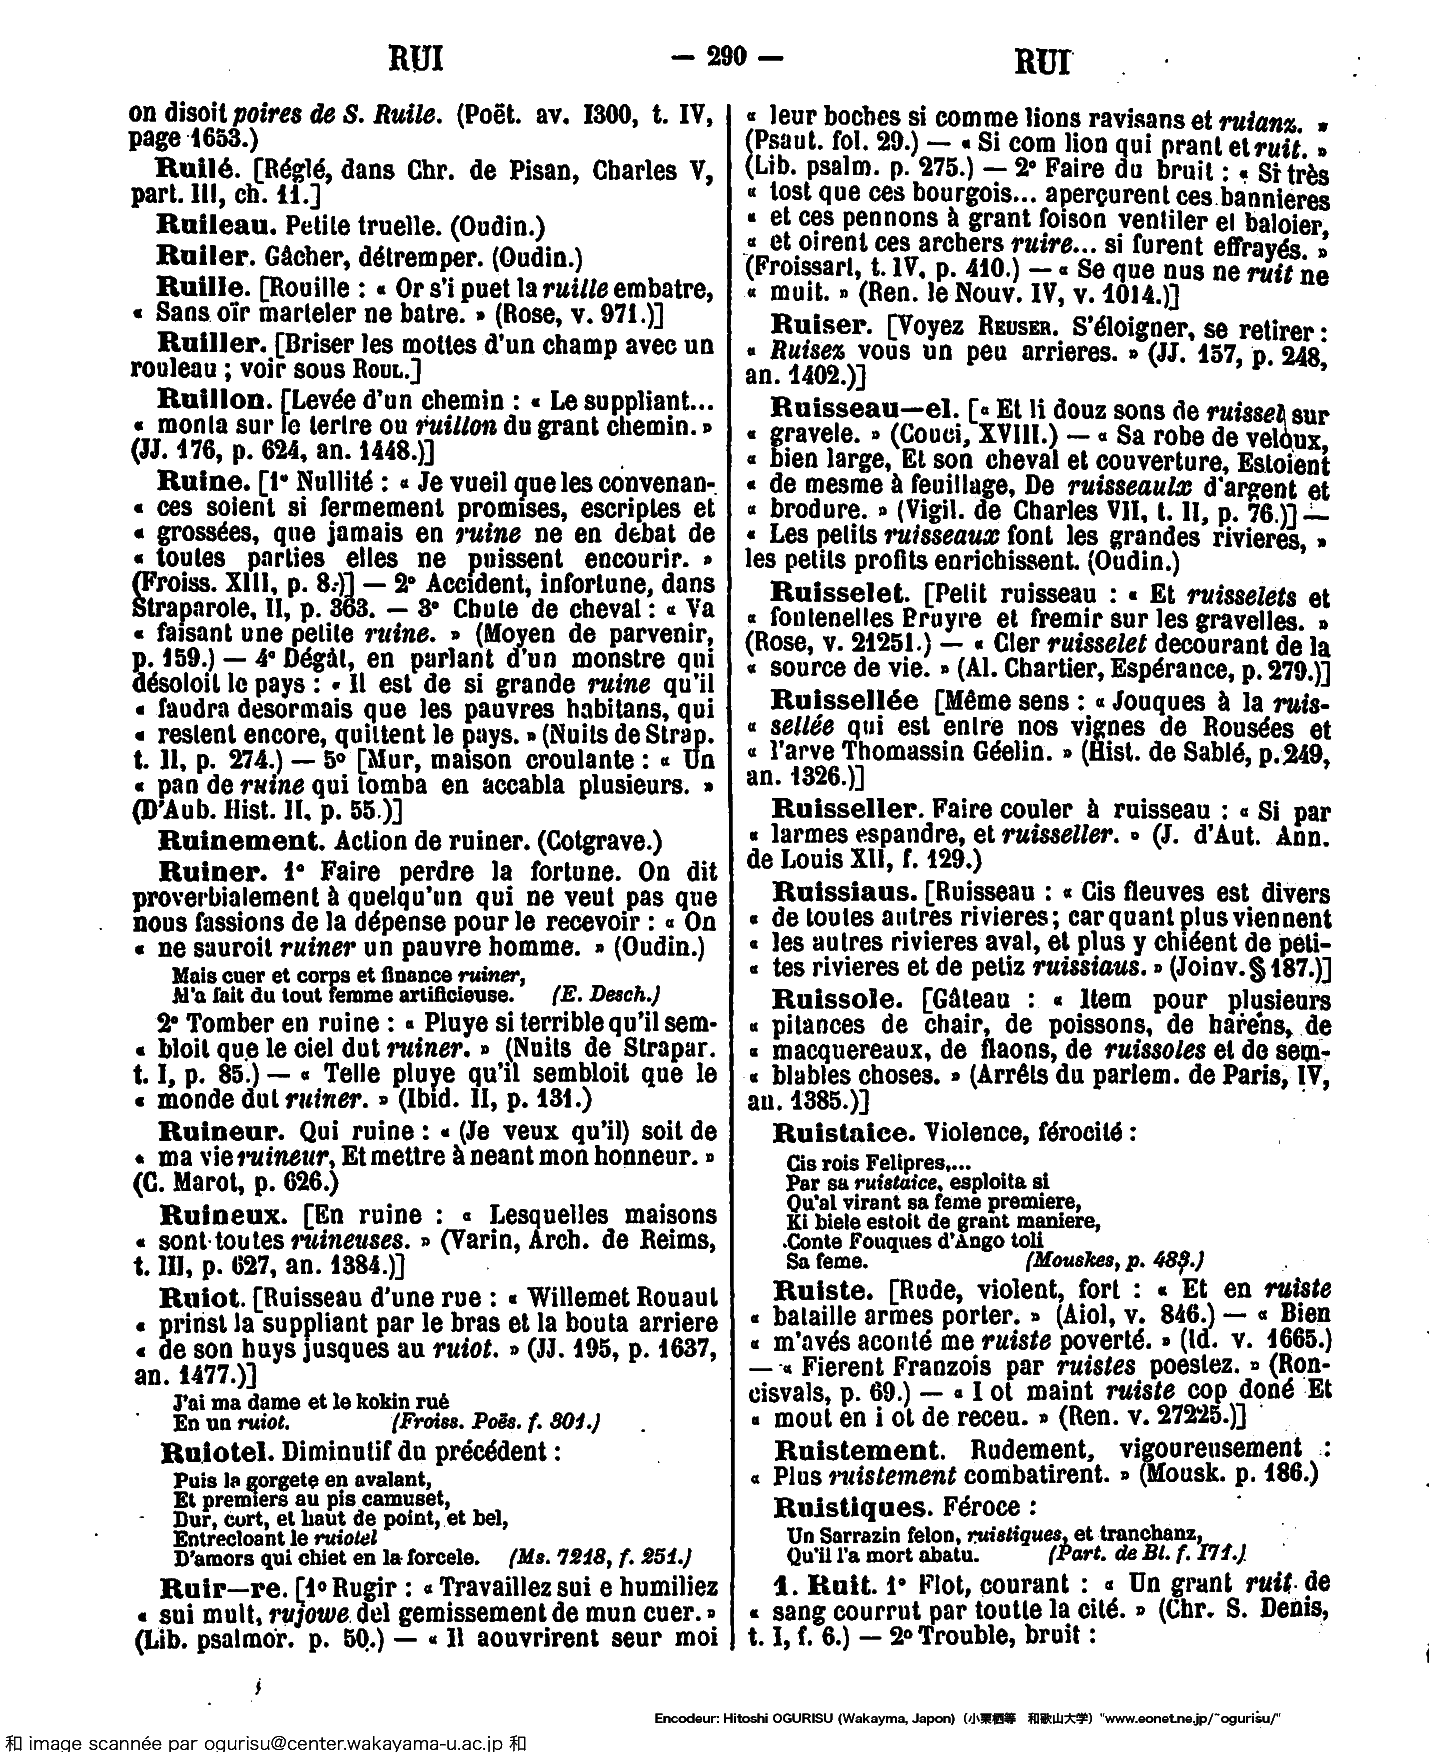 RUI — 290 — RUI
on disoit poires de S. Ruile. (Poët. av. 1300, t. IV,
page 1653.)
Ruilé. [Réglé, dans Chr. de Pisan, Charles V,
part. III, ch. 11.]
Ruileau. Petite truelle. (Oudin.)
Ruiler. Gâcher, détremper. (Oudin.)
Ruille. [Rouille : « Or s'i puet la ruille embatre,
« Sans oïr marteler ne batre. » (Rose, v. 971.)]
Ruiller. [Briser les mottes d'un champ avec un
rouleau ; voir sous ROUL.]
Ruillon. [Levée d'un chemin : « Le suppliant...
« monta sur le tertre ou ruillon du grant chemin. »
(JJ. 176, p. 624, an. 1448.)]
Ruine. [1° Nullité : « Je vueil que les convenan-
« ces soient si fermement promises, escriptes et
« grossées, que jamais en ruine ne en debat de
« toutes parties elles ne puissent encourir. »
(Froiss. XIII, p. 8.)] — 2° Accident, infortune, dans
Straparole, II, p. 363. — 3° Chute de cheval : « Va
« faisant une petite ruine. » (Moyen de parvenir,
p. 159.) — 4° Dégât, en parlant d'un monstre qui
désoloit le pays : « Il est de si grande ruine qu'il
« faudra desormais que les pauvres habitans, qui
« restent encore, quittent le pays. » (Nuits de Strap.
t. II, p. 274.) — 5° [Mur, maison croulante : « Un
« pan de ruine qui tomba en accabla plusieurs. »
(D'Aub. Hist. II, p. 55.)]
Ruinement. Action de ruiner. (Cotgrave.)
Ruiner. 1° Faire perdre la fortune. On dit
proverbialement à quelqu'un qui ne veut pas que
nous fassions de la dépense pour le recevoir : « On
« ne sauroit ruiner un pauvre homme. » (Oudin.)
Mais cuer et corps et finance ruiner,
M'a fait du tout femme artificieuse. (E. Desch.)
2° Tomber en ruine : « Pluye si terrible qu'il sem-
« bloit que le ciel dut ruiner. » (Nuits de Strapar.
t. I, p. 85.) — « Telle pluye qu'il sembloit que le
« monde dut ruiner. » (Ibid. II, p. 131.)
Ruineur. Qui ruine : « (Je veux qu'il) soit de
« ma vie ruineur, Et mettre à neant mon honneur. »
(C. Marot, p. 626.)
Ruineux. [En ruine : « Lesquelles maisons
« sont toutes ruineuses. » (Varin, Arch. de Reims,
t. III, p. 627, an. 1384.)]
Ruiot. [Ruisseau d'une rue : « Willemet Rouaut
« prinst la suppliant par le bras et la bouta arriere
« de son huys jusques au ruiot. » (JJ. 195, p. 1637,
an. 1477.)]
J'ai ma dame et le kokin rué
En un ruiot. (Froiss. Poës. f. 301.)
Ruiotel. Diminutif du précédent :
Puis la gorgete en avalant,
Et premiers au pis camuset,
Dur, court, et haut de point, et bel,
Entrecloant le ruiotel
D'amors qui chiet en la forcele. (Ms. 7218, f. 251.)
Ruir—re. [1° Rugir : « Travaillez sui e humiliez
« sui mult, rujowe del gemissement de mun cuer. »
(Lib. psalmor. p. 50.) — « Il aouvrirent seur moi
« leur boches si comme lions ravisans et ruianz. »
(Psaut. fol. 29.) — « Si com lion qui prant et ruit. »
(Lib. psalm. p. 275.) — 2° Faire du bruit : « Si très
« tost que ces bourgois... aperçurent ces bannieres
« et ces pennons à grant foison ventiler et baloier,
« et oirent ces archers ruire... si furent effrayés. »
(Froissart, t. IV, p. 410.) — « Se que nus ne ruit ne
« muit. » (Ren. le Nouv. IV, v. 1014.)]
Ruiser. [Voyez REUSER. S'éloigner, se retirer :
« Ruisez vous un peu arrieres. » (JJ. 157, p. 248,
an. 1402.)]
Ruisseau—el. [« Et li douz sons de ruissel sur
« gravele. » (Couci, XVIII.) — « Sa robe de veloux,
« bien large, Et son cheval et couverture, Estoient
« de mesme à feuillage, De ruisseaulx d'argent et
« brodure. » (Vigil. de Charles VII, t. II, p. 76.)] —
« Les petits ruisseaux font les grandes rivieres, »
les petits profits enrichissent. (Oudin.)
Ruisselet. [Petit ruisseau : « Et ruisselets et
« fontenelles Bruyre et fremir sur les gravelles. »
(Rose, v. 21251.) — « Cler ruisselet decourant de la
« source de vie. » (Al. Chartier, Espérance, p. 279.)]
Ruissellée [Même sens : « Jouques à la ruis-
« sellée qui est entre nos vignes de Rousées et
« l'arve Thomassin Géelin. » (Hist. de Sablé, p. 249,
an. 1326.)]
Ruisseller. Faire couler à ruisseau : « Si par
« larmes espandre, et ruisseller. » (J. d'Aut. Ann.
de Louis XII, f. 129.)
Ruissiaus. [Ruisseau : « Cis fleuves est divers
« de toutes autres rivieres ; car quant plus viennent
« les autres rivieres aval, et plus y chiéent de peti-
« tes rivieres et de petiz ruissiaus. » (Joinv. § 187.)]
Ruissole. [Gâteau : « Item pour plusieurs
« pitances de chair, de poissons, de harens, de
« macquereaux, de flaons, de ruissoles et de sem-
« blables choses. » (Arrêts du parlem. de Paris, IV,
an. 1385.)]
Ruistaice. Violence, férocité :
Cis rois Felipres,...
Par sa ruistaice, esploita si
Qu'al virant sa feme premiere,
Ki biele estoit de grant maniere,
Conte Fouques d'Ango toli
Sa feme. (Mouskes, p. 483.)
Ruiste. [Rude, violent, fort : « Et en ruiste
« bataille armes porter. » (Aiol, v. 846.) — « Bien
« m'avés aconté me ruiste poverté. » (Id. v. 1665.)
— « Fierent Franzois par ruistes poestez. » (Ron-
cisvals, p. 69.) — « I ot maint ruiste cop doné Et
« mout en i ot de receu. » (Ren. v. 27225.)]
Ruistement. Rudement, vigoureusement :
« Plus ruistement combatirent. » (Mousk. p. 186.)
Ruistiques. Féroce :
Un Sarrazin felon, ruistiques, et tranchanz,
Qu'il l'a mort abatu. (Part. de Bl. f. 171.)
1. Ruit. 1° Flot, courant : « Un grant ruit de
« sang courrut par toutte la cité. » (Chr. S. Denis,
t. I, f. 6.) — 2° Trouble, bruit :
Encodeur: Hitoshi OGURISU (Wakayma, Japon) (小栗栖等 和歌山大学) "www.eonet.ne.jp/~ogurisu/"
和 image scannée par ogurisu@center.wakayama-u.ac.jp 和